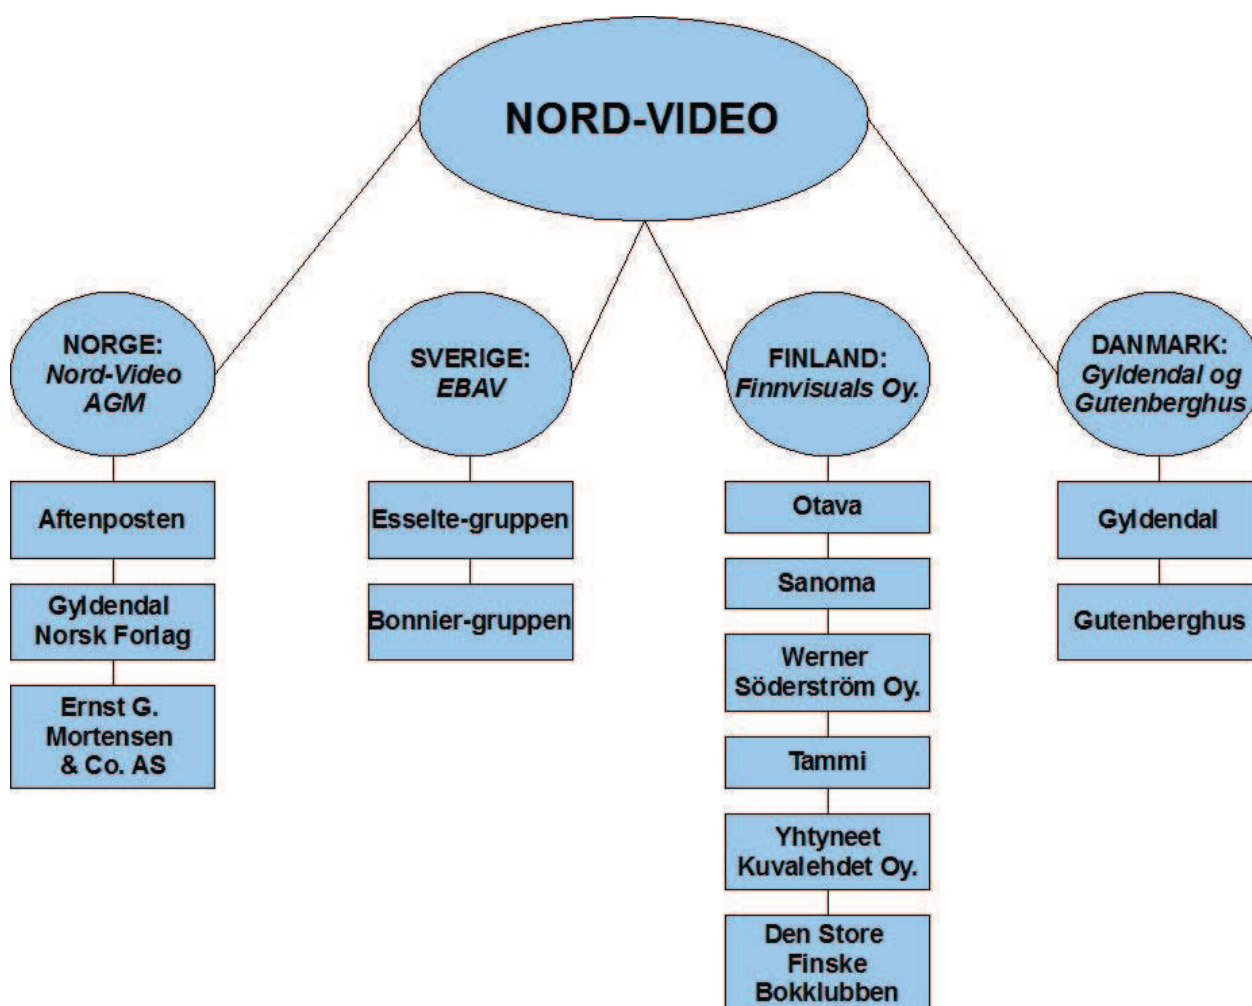 NORD-VIDEO
NORGE:
Nord-Video
AGM
Aftenposten
Gyldendal
Norsk Forlag
Ernst G.
Mortensen
& Co. AS
SVERIGE:
EBAV
Esselte-gruppen
Bonnier-gruppen
FINLAND:
Finnvisuals Oy.
Otava
Sanoma
Werner
Söderström Oy.
Tammi
Yhtyneet
Kuvalehdet Oy.
Den Store
Finske
Bokklubben
DANMARK:
Gyldendal og
Gutenberghus
Gyldendal
Gutenberghus